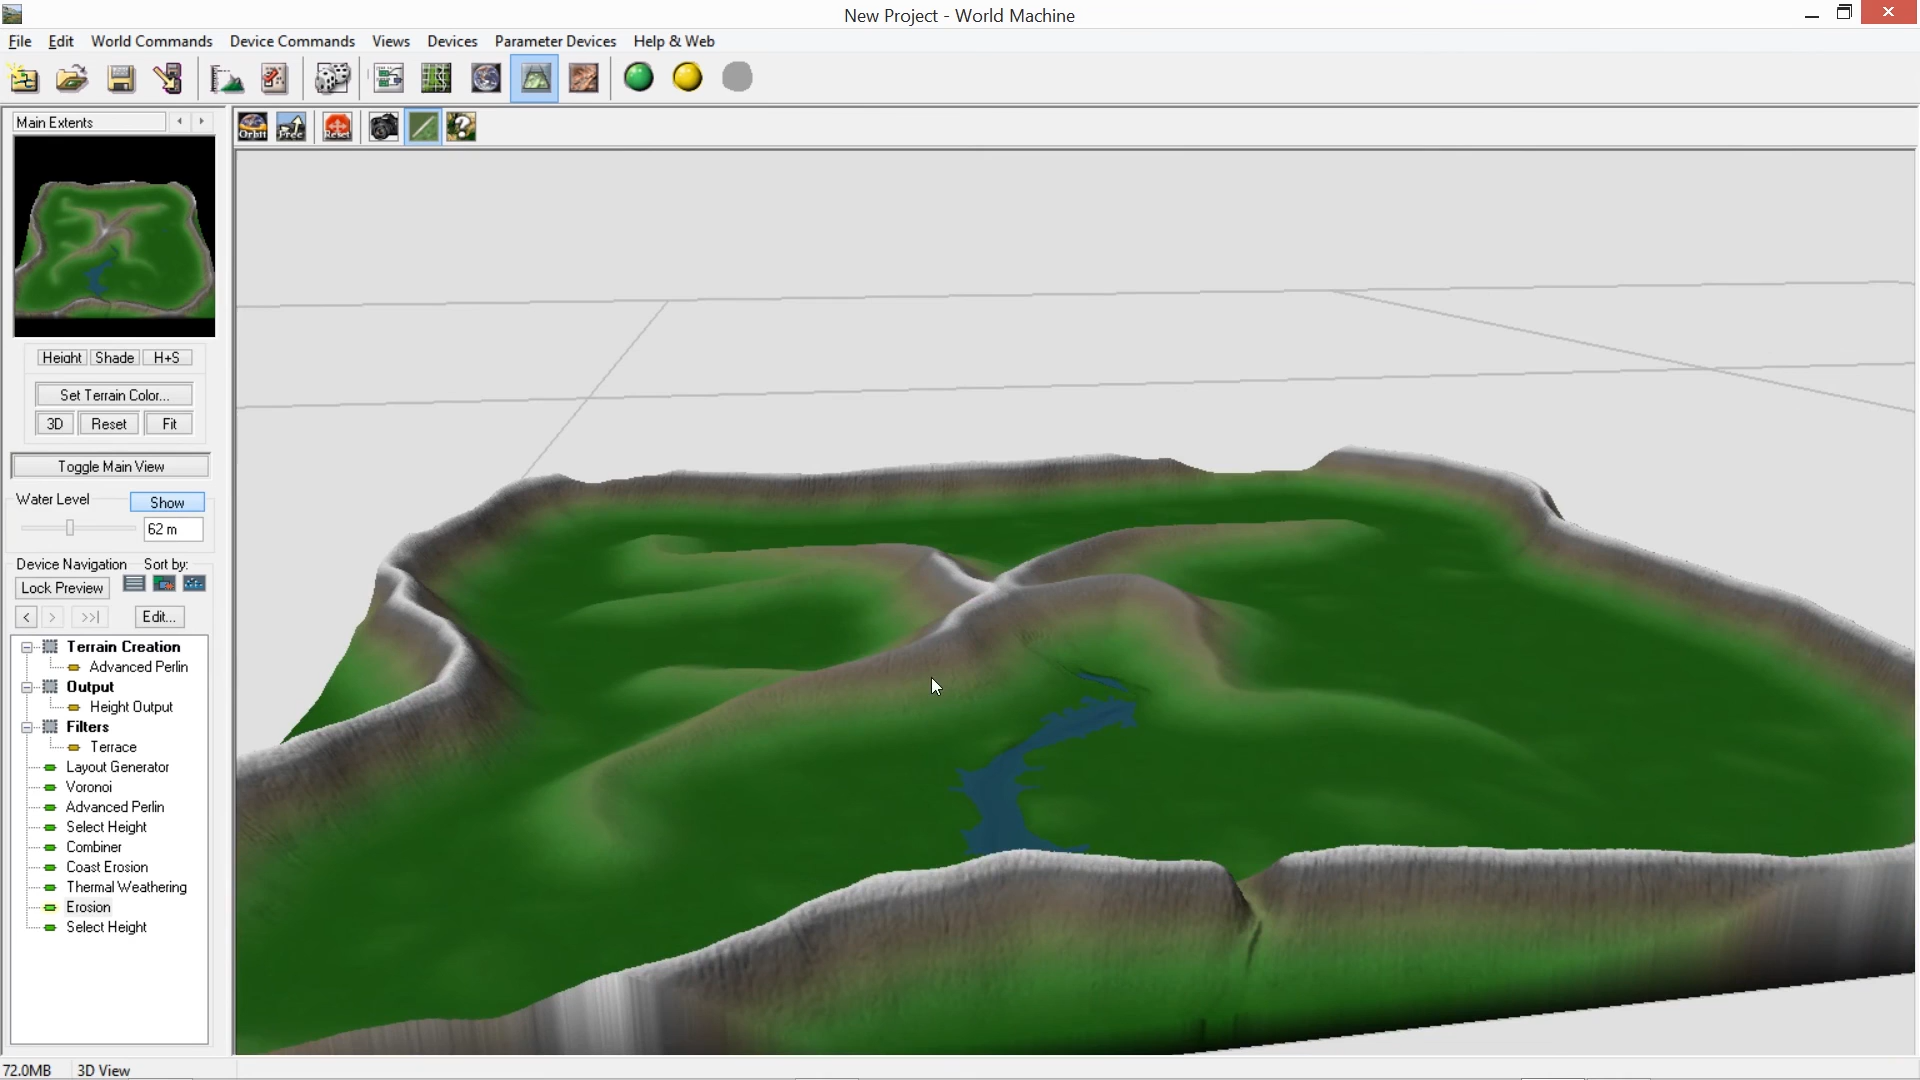 New Project - World Machine
File Edit World Commands Device Commands Views Devices Parameter Devices Help & Web
Main Extents
Orbit Free Reset
Height Shade H+S
Set Terrain Color...
3D Reset Fit
Toggle Main View
Water Level Show
62 m
Device Navigation Sort by:
Lock Preview
< > >>| Edit...
Terrain Creation
Advanced Perlin
Output
Height Output
Filters
Terrace
Layout Generator
Voronoi
Advanced Perlin
Select Height
Combiner
Coast Erosion
Thermal Weathering
Erosion
Select Height
72.0MB 3D View